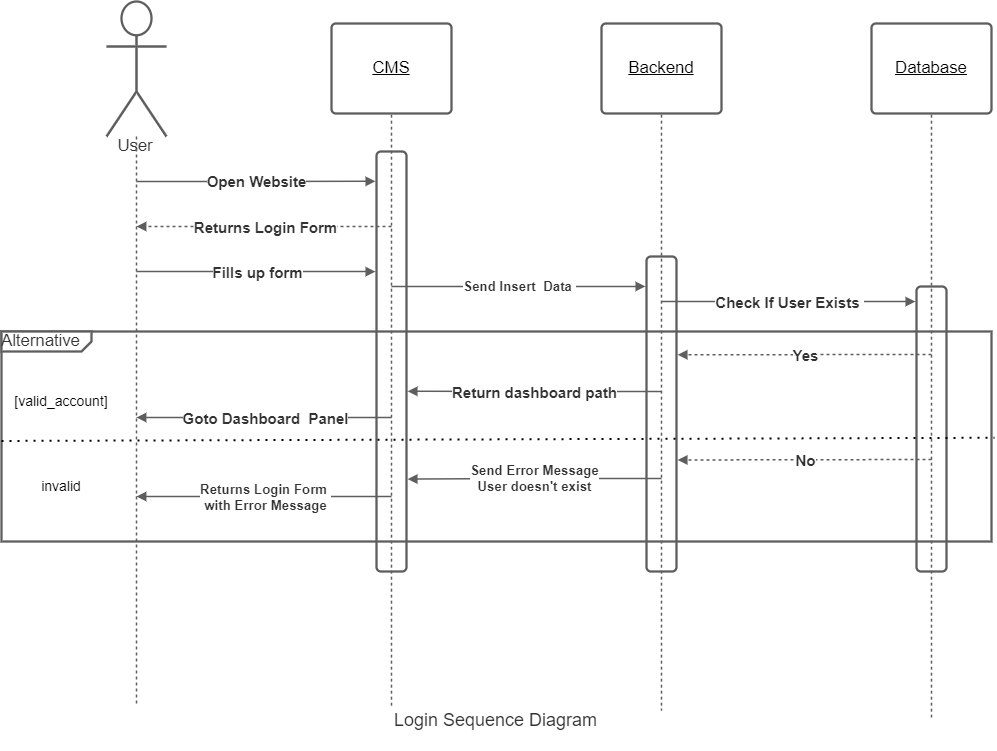 CMS
Backend
Database
User
Open Website
Returns Login Form
Fills up form
Send Insert  Data
Check If User Exists
Alternative
Yes
Return dashboard path
[valid_account]
Goto Dashboard  Panel
No
Send Error Message
User doesn't exist
invalid
Returns Login Form
with Error Message
Login Sequence Diagram